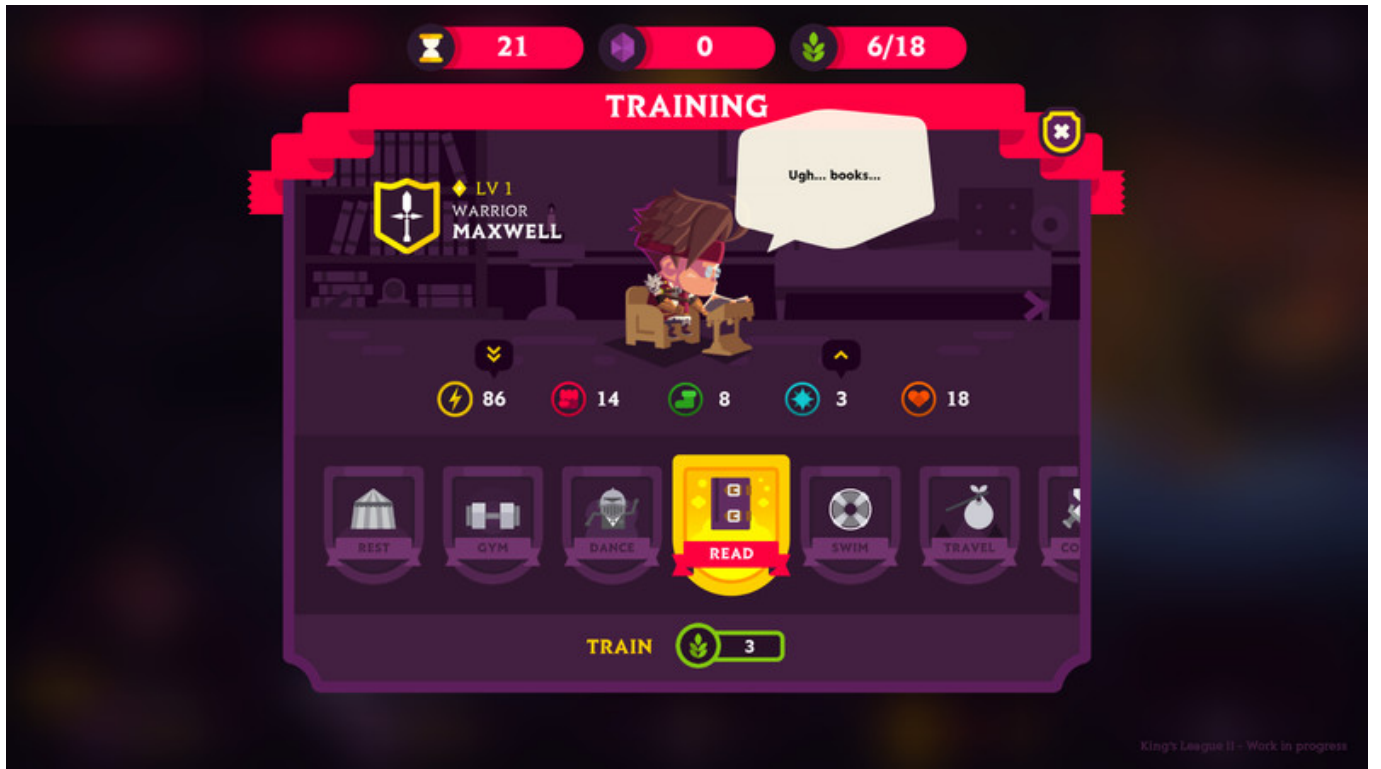 21
0
6/18
TRAINING
Ugh... books...
LV 1
WARRIOR
MAXWELL
86
14
8
3
18
REST
GYM
DANCE
READ
SWIM
TRAVEL
CO
TRAIN
3
King's League II - Work in progress